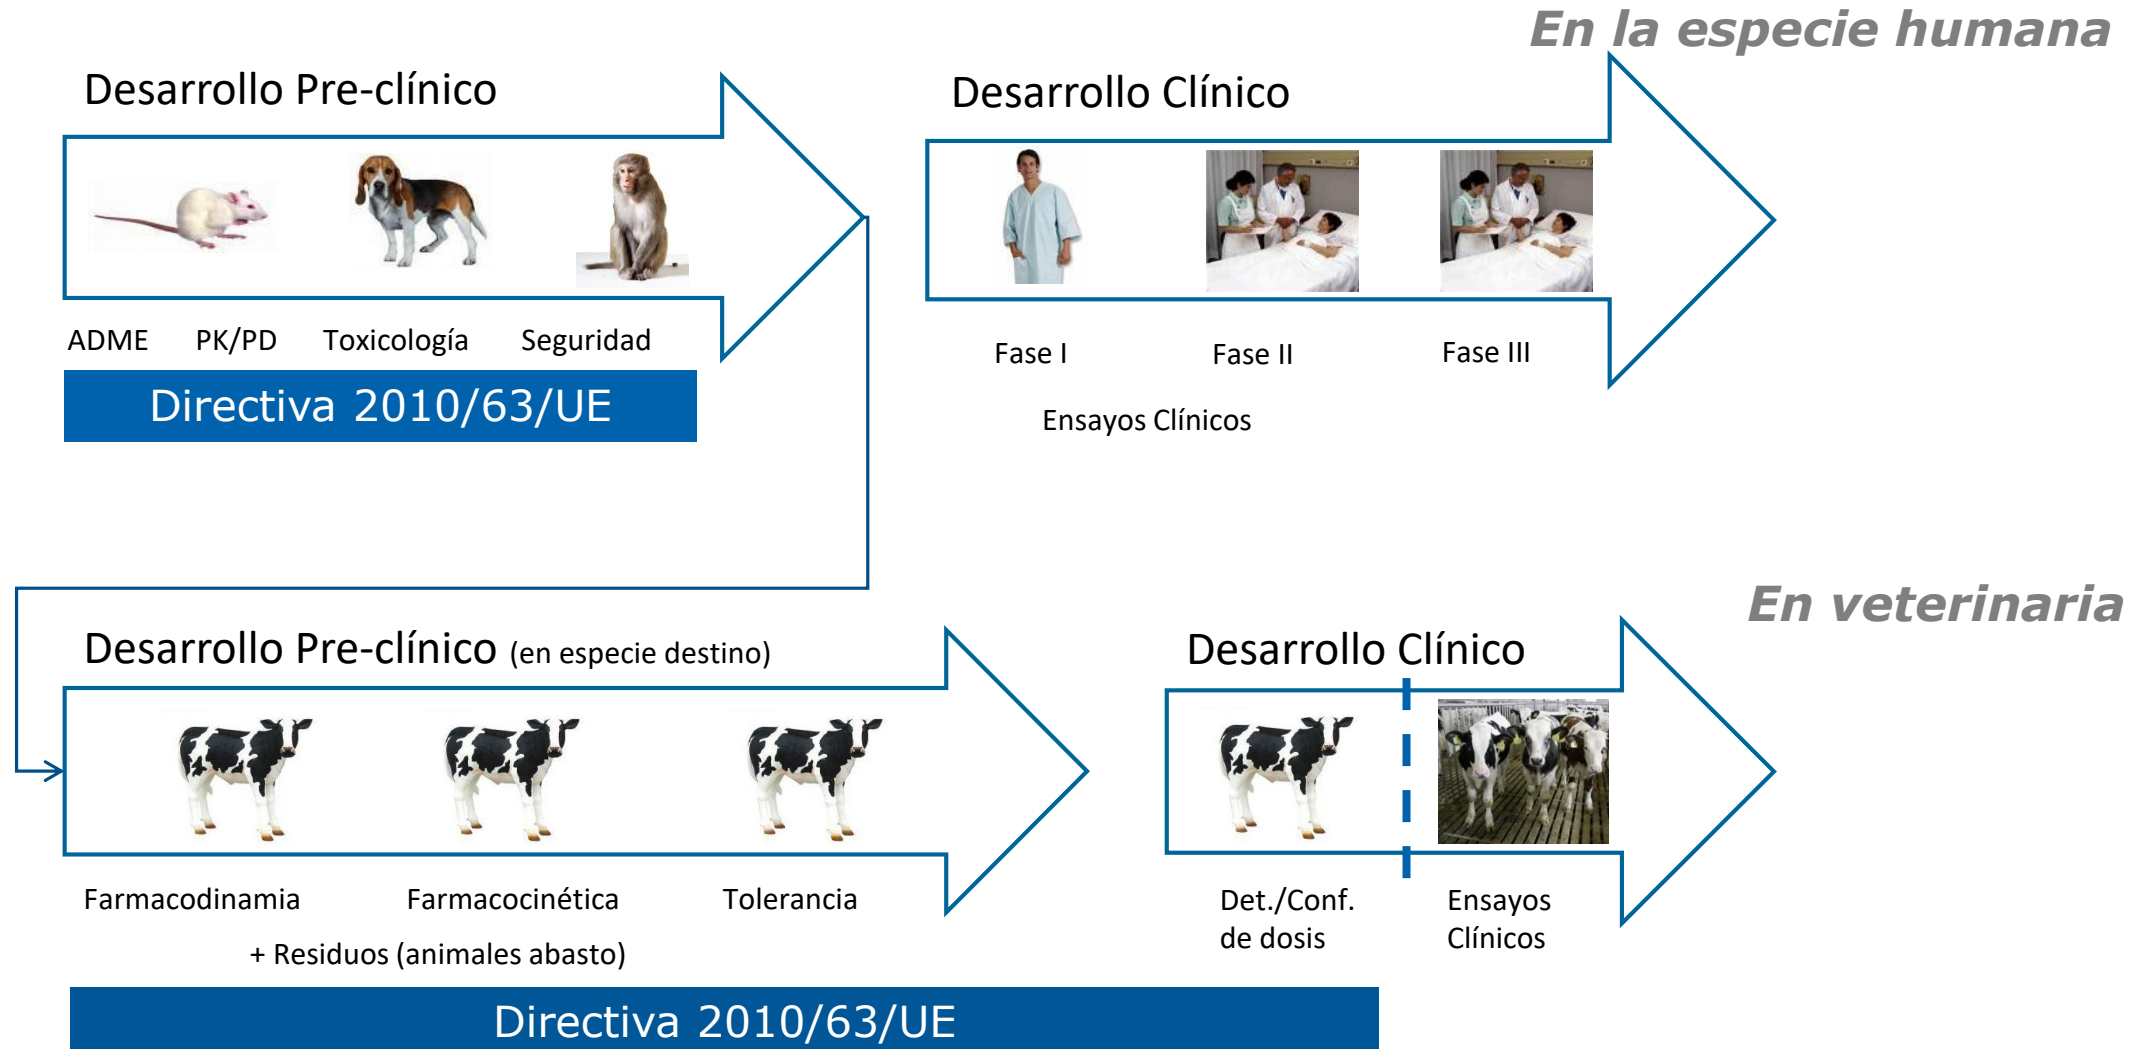 En la especie humana
Desarrollo Pre-clínico
Desarrollo Clínico
ADME PK/PD Toxicología Seguridad
Fase I Fase II Fase III
Directiva 2010/63/UE
Ensayos Clínicos
En veterinaria
Desarrollo Pre-clínico (en especie destino)
Desarrollo Clínico
Farmacodinamia Farmacocinética Tolerancia
+ Residuos (animales abasto)
Det./Conf.
de dosis
Ensayos
Clínicos
Directiva 2010/63/UE